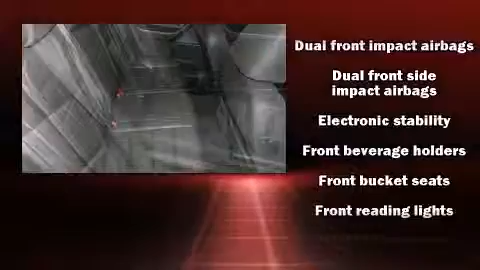 Dual front impact airbags
Dual front side
impact airbags
Electronic stability
Front beverage holders
Front bucket seats
Front reading lights